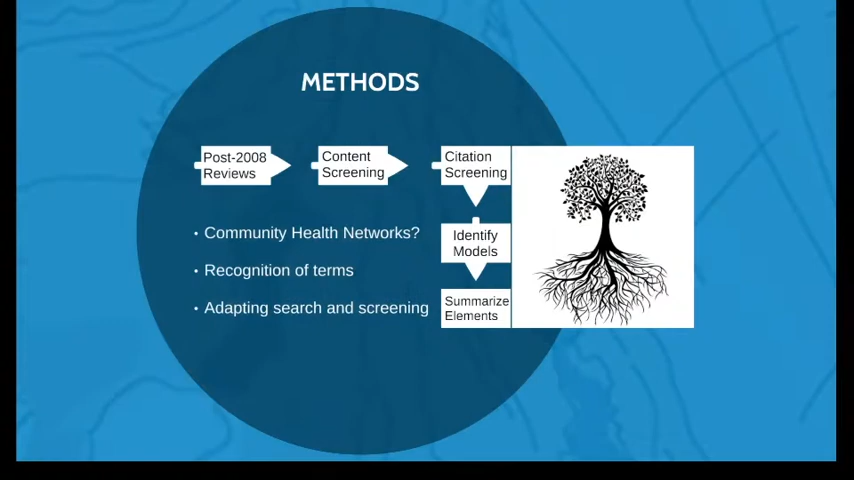 METHODS
Post-2008
Reviews
Content
Screening
Citation
Screening
Identify
Models
Summarize
Elements
• Community Health Networks?
• Recognition of terms
• Adapting search and screening